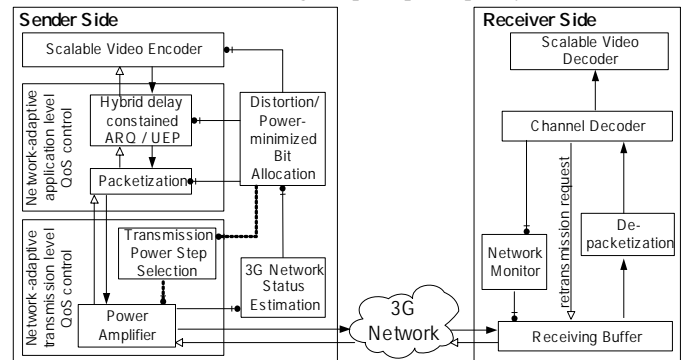 Sender Side
Scalable Video Encoder
Network-adaptive
application level
QoS control
Hybrid delay
constained
ARQ / UEP
Packetization
Distortion/
Power-
minimized
Bit
Allocation
Network-adaptive
transmission level
QoS control
Transmission
Power Step
Selection
Power
Amplifier
3G Network
Status
Estimation
3G
Network
Receiver Side
Scalable Video
Decoder
Channel Decoder
retransmission request
Network
Monitor
De-
packetization
Receiving Buffer